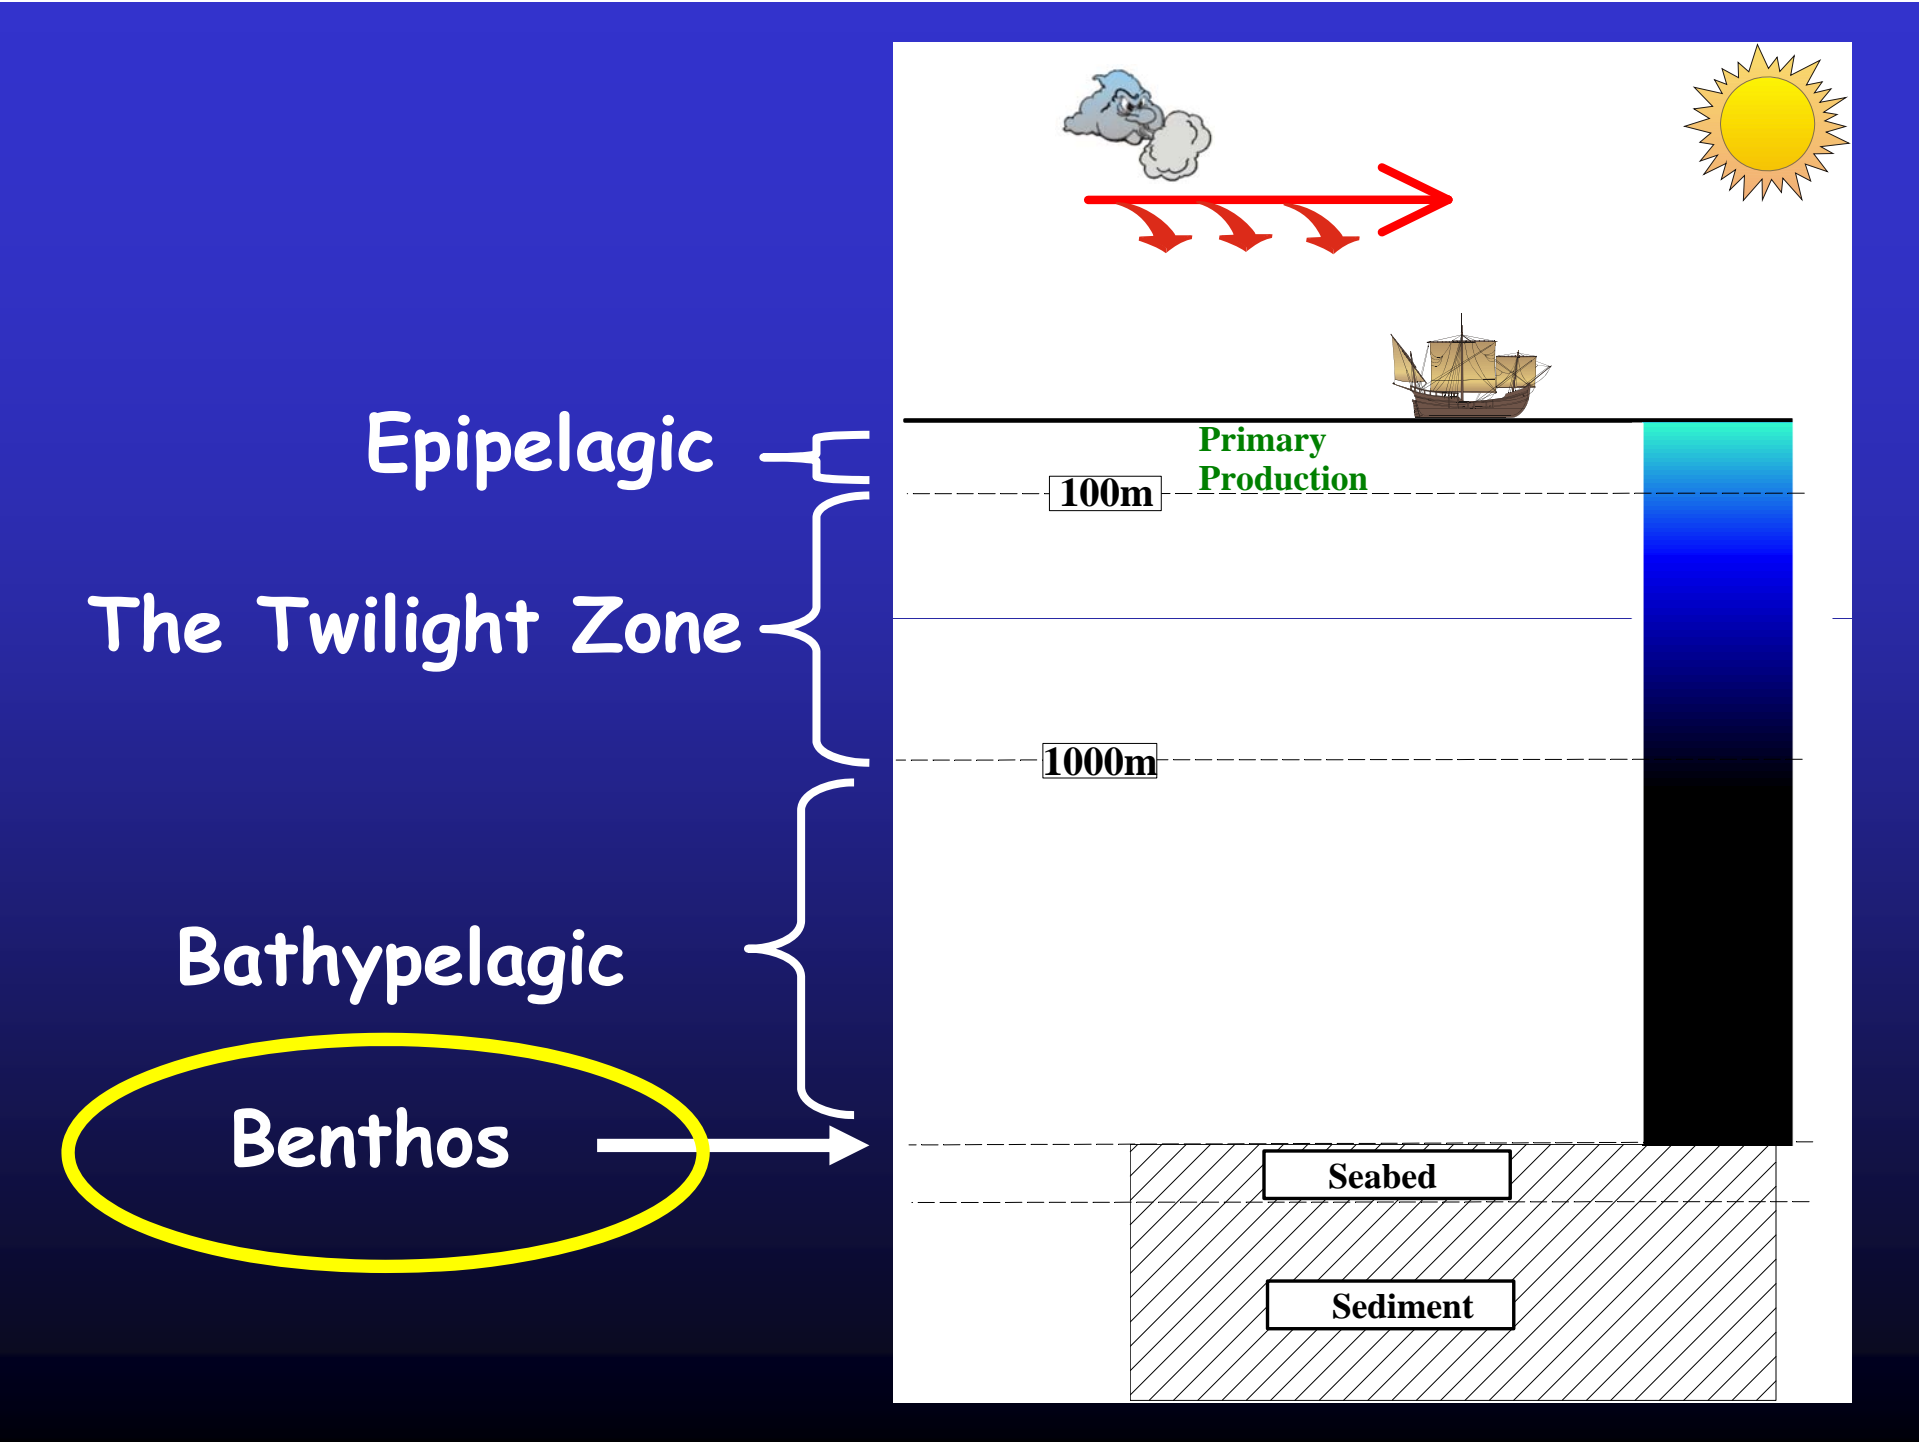 Epipelagic
Primary
Production
100m
The Twilight Zone
1000m
Bathypelagic
Benthos
Seabed
Sediment